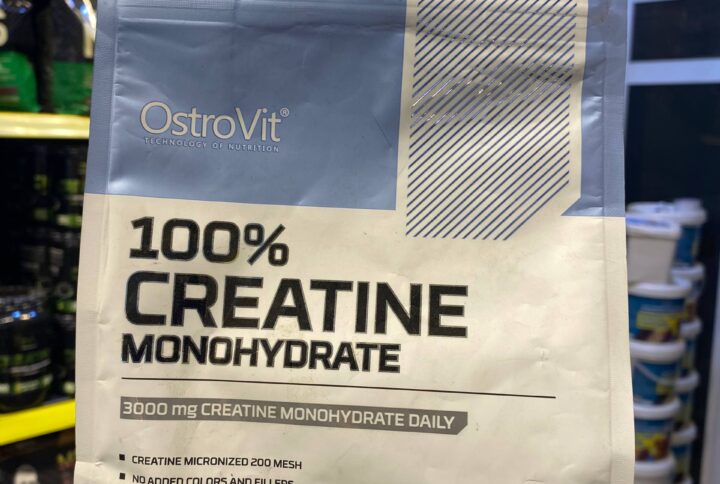 OstroVit®
TECHNOLOGY OF NUTRITION
100%
CREATINE
MONOHYDRATE
3000 mg CREATINE MONOHYDRATE DAILY
CREATINE MICRONIZED 200 MESH
NO ADDED COLORS AND FILLERS